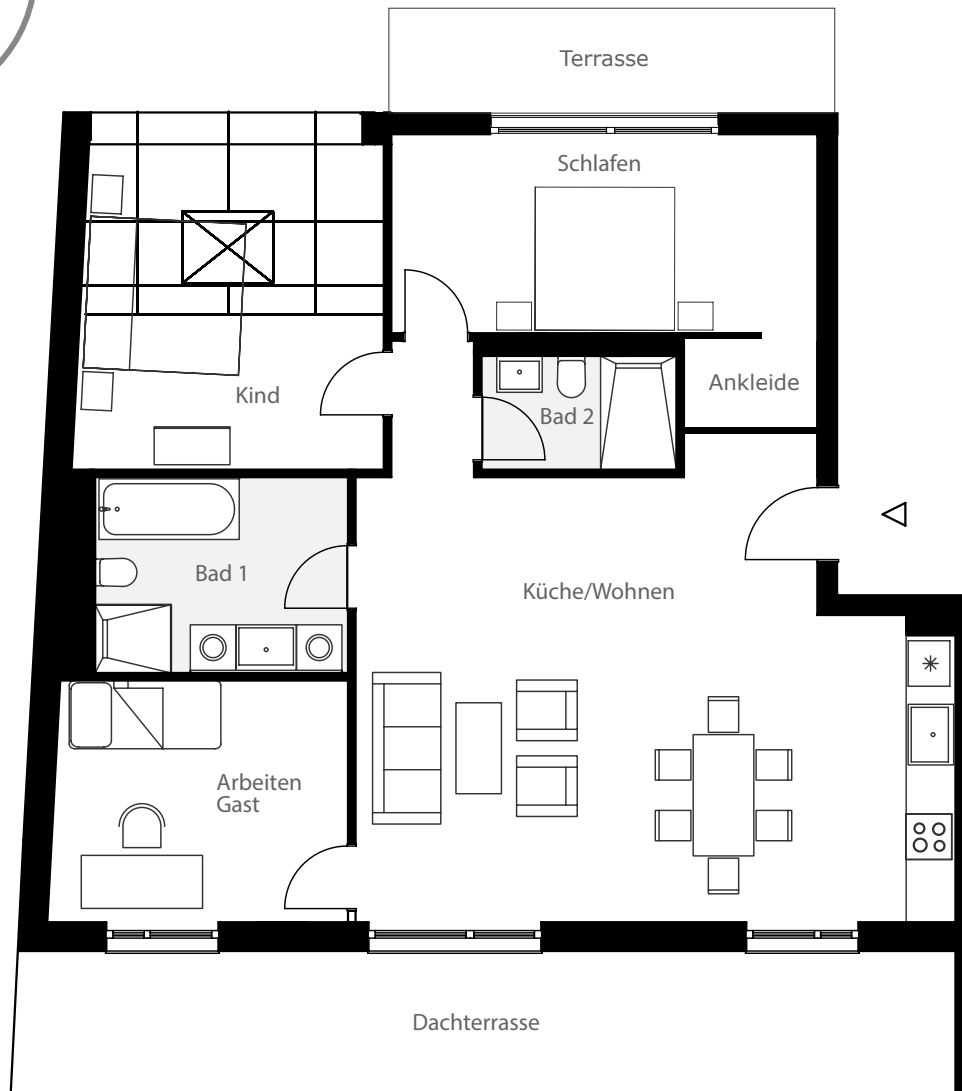 Terrasse
Schlafen
Kind
Ankleide
Bad 2
Bad 1
Küche/Wohnen
Arbeiten
Gast
Dachterrasse